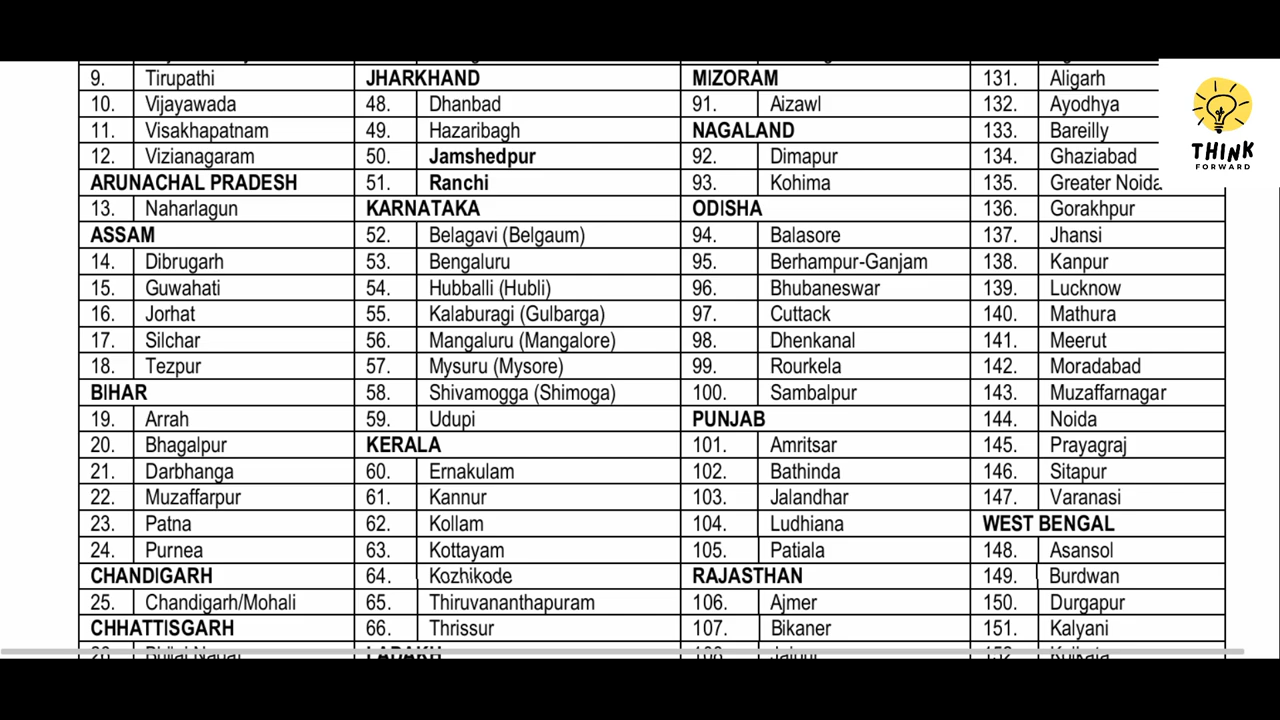 9. Tirupathi
10. Vijayawada
11. Visakhapatnam
12. Vizianagaram
ARUNACHAL PRADESH
13. Naharlagun
ASSAM
14. Dibrugarh
15. Guwahati
16. Jorhat
17. Silchar
18. Tezpur
BIHAR
19. Arrah
20. Bhagalpur
21. Darbhanga
22. Muzaffarpur
23. Patna
24. Purnea
CHANDIGARH
25. Chandigarh/Mohali
CHHATTISGARH
JHARKHAND
48. Dhanbad
49. Hazaribagh
50. Jamshedpur
51. Ranchi
KARNATAKA
52. Belagavi (Belgaum)
53. Bengaluru
54. Hubballi (Hubli)
55. Kalaburagi (Gulbarga)
56. Mangaluru (Mangalore)
57. Mysuru (Mysore)
58. Shivamogga (Shimoga)
59. Udupi
KERALA
60. Ernakulam
61. Kannur
62. Kollam
63. Kottayam
64. Kozhikode
65. Thiruvananthapuram
66. Thrissur
LADAKH
MIZORAM
91. Aizawl
NAGALAND
92. Dimapur
93. Kohima
ODISHA
94. Balasore
95. Berhampur-Ganjam
96. Bhubaneswar
97. Cuttack
98. Dhenkanal
99. Rourkela
100. Sambalpur
PUNJAB
101. Amritsar
102. Bathinda
103. Jalandhar
104. Ludhiana
105. Patiala
RAJASTHAN
106. Ajmer
107. Bikaner
108. Jaipur
131. Aligarh
132. Ayodhya
133. Bareilly
134. Ghaziabad
135. Greater Noida
136. Gorakhpur
137. Jhansi
138. Kanpur
139. Lucknow
140. Mathura
141. Meerut
142. Moradabad
143. Muzaffarnagar
144. Noida
145. Prayagraj
146. Sitapur
147. Varanasi
WEST BENGAL
148. Asansol
149. Burdwan
150. Durgapur
151. Kalyani
152. Kolkata
THINK
FORWARD